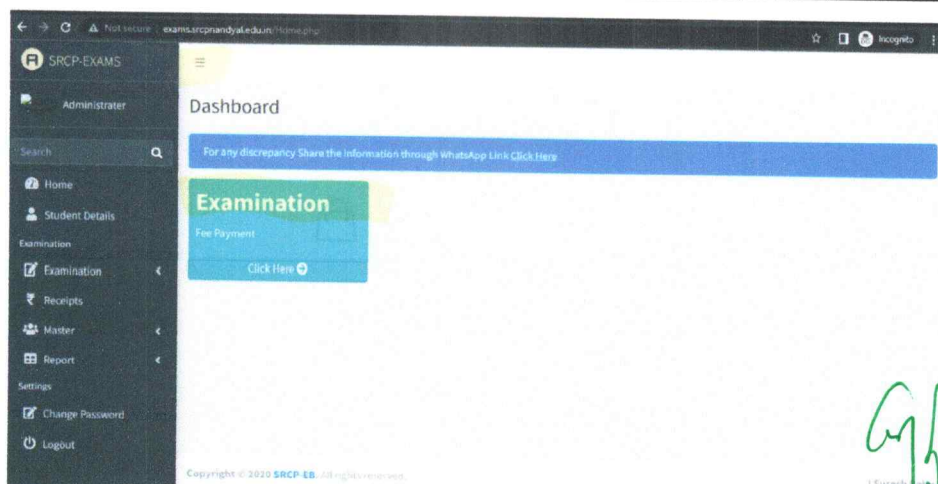 Not secure exams.srcpnandyal.edu.in/Home.php
Incognito
SRCP-EXAMS
Administrater
Dashboard
Search
For any discrepancy Share the Information through WhatsApp Link Click Here
Home
Examination
Student Details
Fee Payment
Examination
Examination
Click Here
Receipts
Master
Report
Settings
Change Password
Logout
Copyright © 2020 SRCP-EB. All rights reserved.